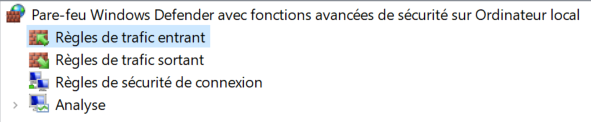 Pare-feu Windows Defender avec fonctions avancées de sécurité sur Ordinateur local
Règles de trafic entrant
Règles de trafic sortant
Règles de sécurité de connexion
Analyse